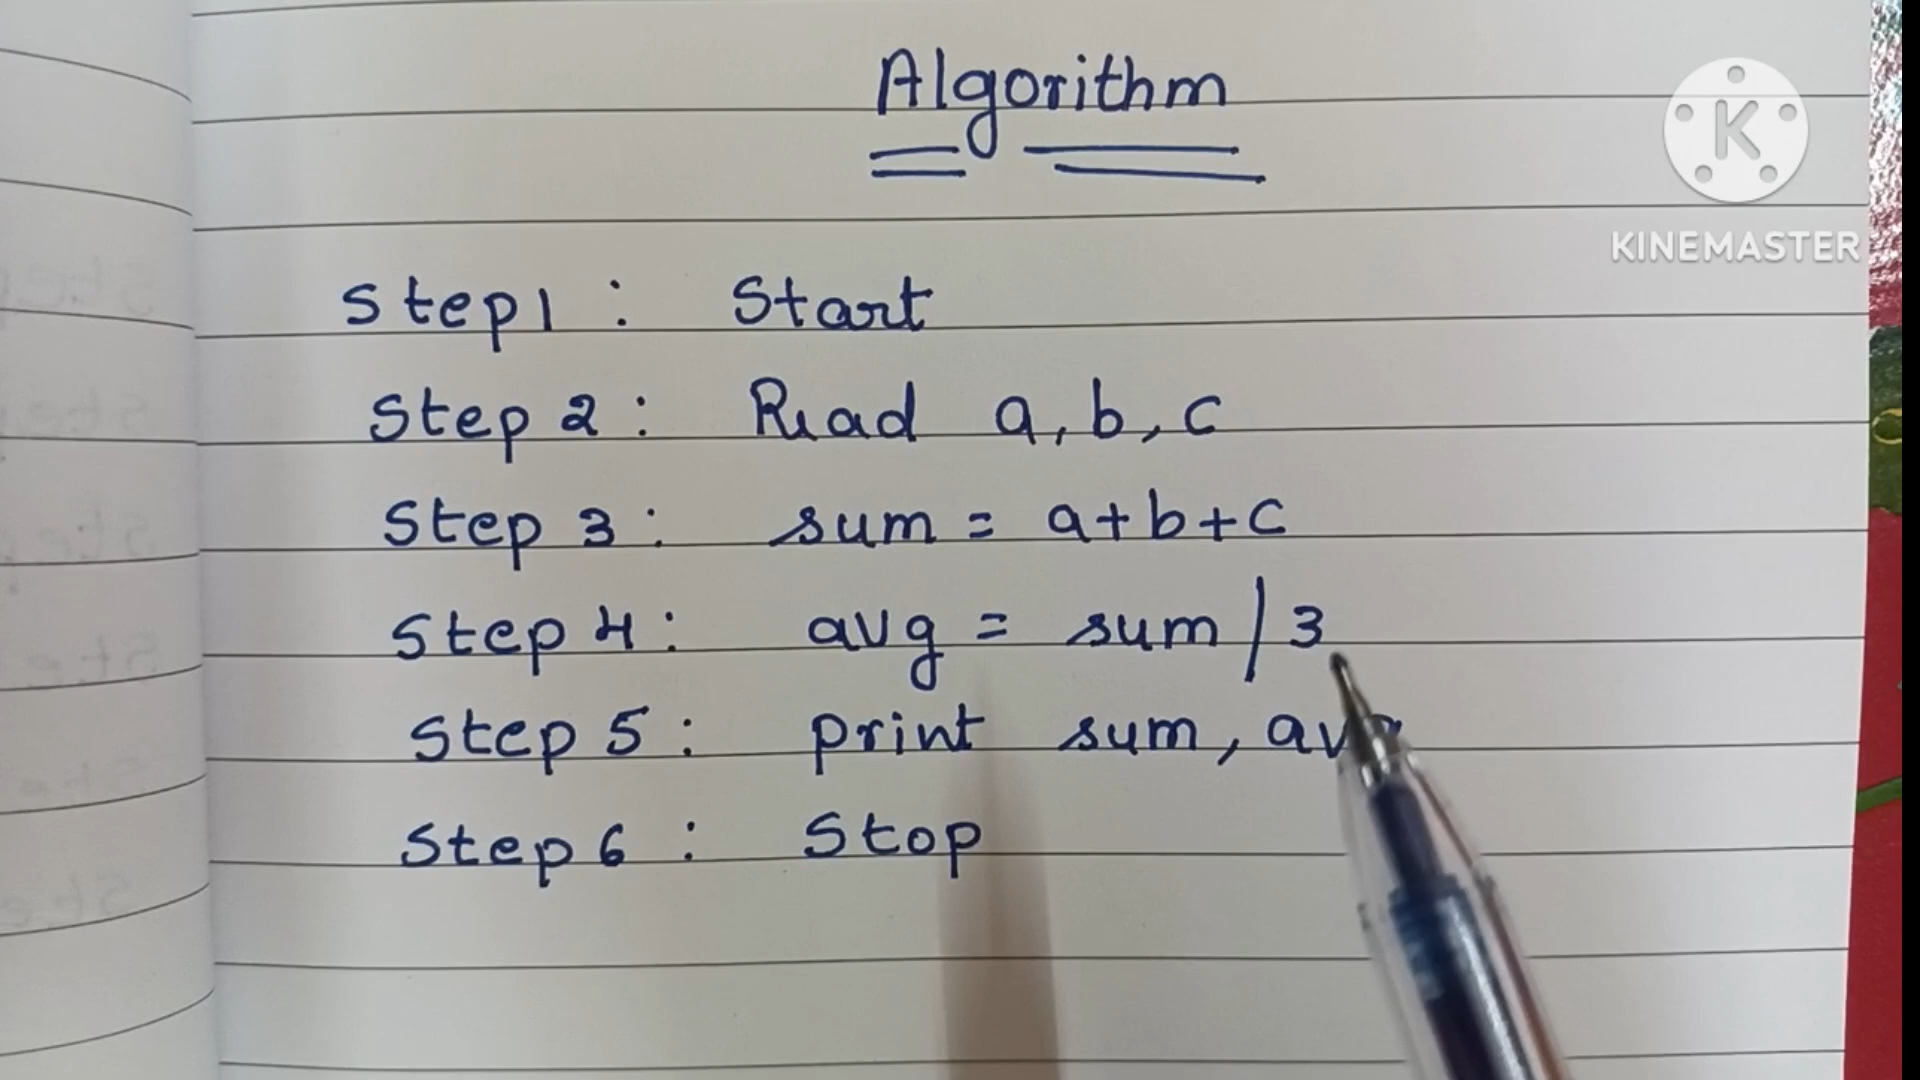 Algorithm
Step1 : Start
Step 2 : Read a, b, c
Step 3 : sum = a+b+c
Step 4 : avg = sum / 3
Step 5 : print sum, avg
Step 6 : Stop
K
KINEMASTER